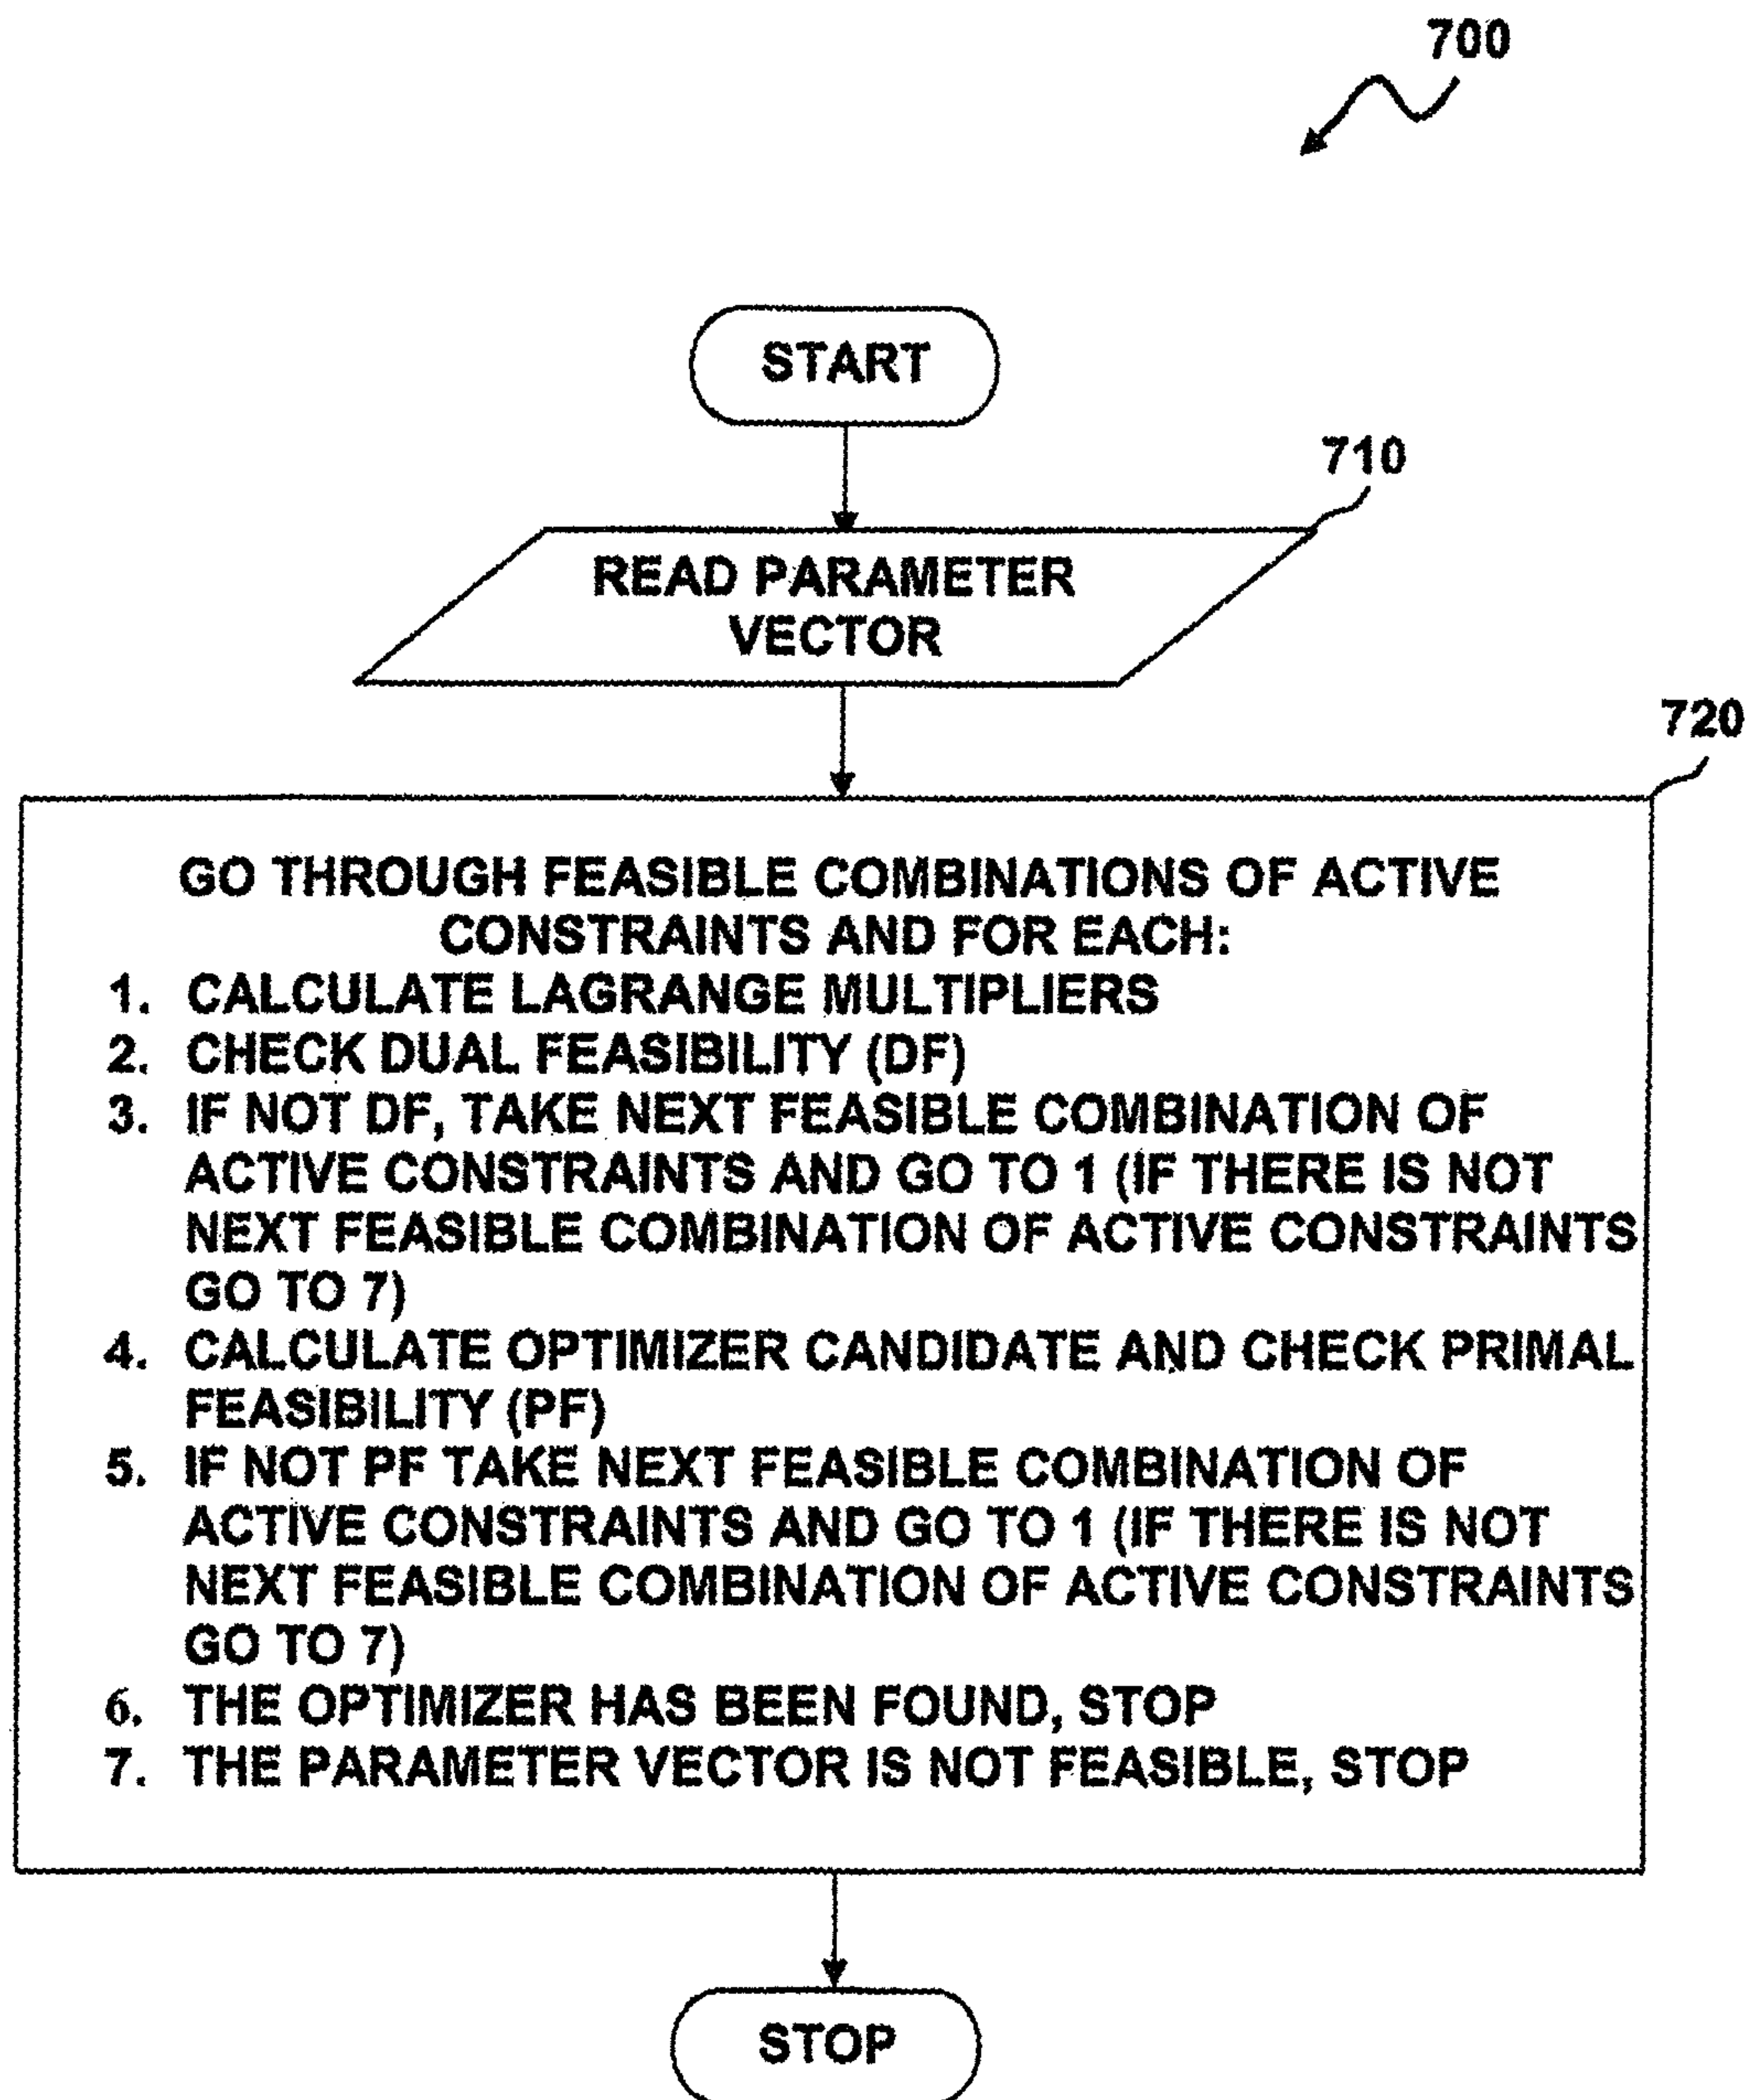 700
START
710
READ PARAMETER
VECTOR
720
GO THROUGH FEASIBLE COMBINATIONS OF ACTIVE
CONSTRAINTS AND FOR EACH:
1. CALCULATE LAGRANGE MULTIPLIERS
2. CHECK DUAL FEASIBILITY (DF)
3. IF NOT DF, TAKE NEXT FEASIBLE COMBINATION OF
ACTIVE CONSTRAINTS AND GO TO 1 (IF THERE IS NOT
NEXT FEASIBLE COMBINATION OF ACTIVE CONSTRAINTS
GO TO 7)
4. CALCULATE OPTIMIZER CANDIDATE AND CHECK PRIMAL
FEASIBILITY (PF)
5. IF NOT PF TAKE NEXT FEASIBLE COMBINATION OF
ACTIVE CONSTRAINTS AND GO TO 1 (IF THERE IS NOT
NEXT FEASIBLE COMBINATION OF ACTIVE CONSTRAINTS
GO TO 7)
6. THE OPTIMIZER HAS BEEN FOUND, STOP
7. THE PARAMETER VECTOR IS NOT FEASIBLE, STOP
STOP